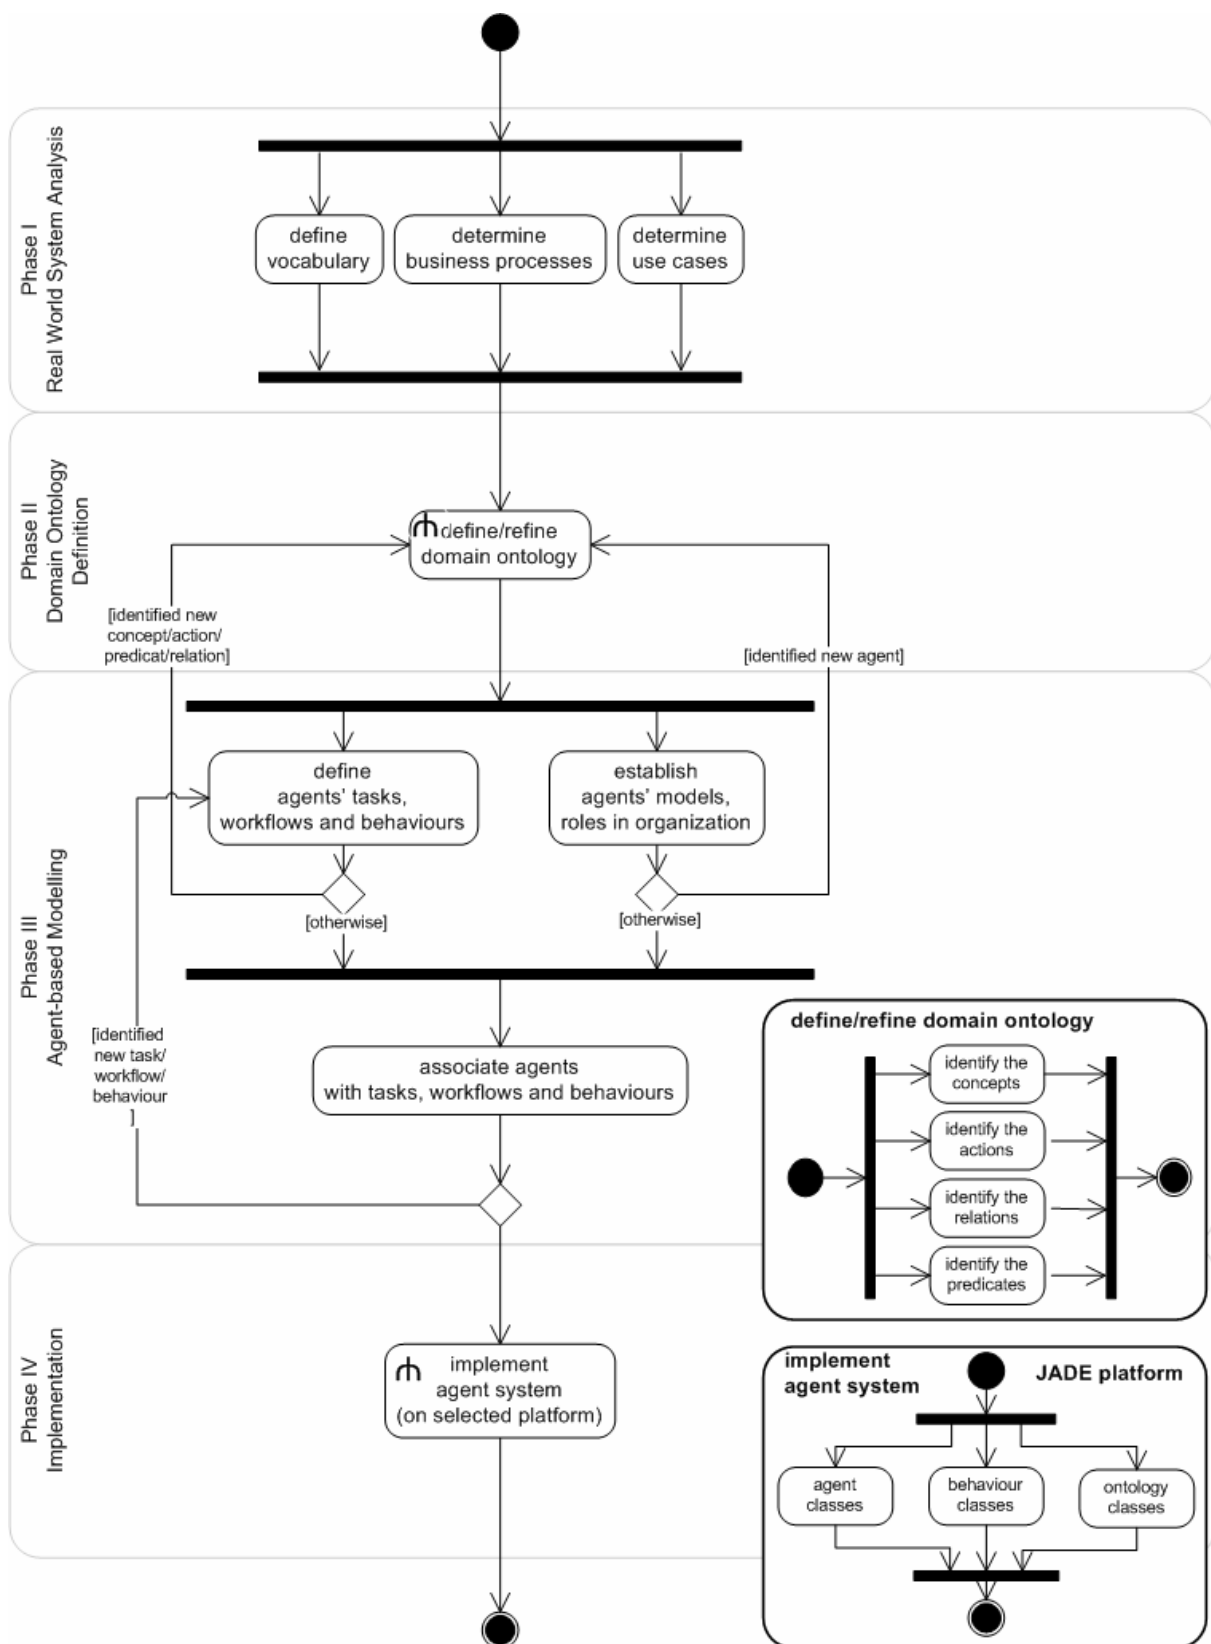 Phase I
Real World System Analysis
define
vocabulary
determine
business processes
determine
use cases
Phase II
Domain Ontology
Definition
define/refine
domain ontology
[identified new
concept/action/
predicat/relation]
[identified new agent]
Phase III
Agent-based Modelling
define
agents' tasks,
workflows and behaviours
establish
agents' models,
roles in organization
[otherwise]
[otherwise]
[identified
new task/
workflow/
behaviour
]
associate agents
with tasks, workflows and behaviours
define/refine domain ontology
identify the
concepts
identify the
actions
identify the
relations
identify the
predicates
Phase IV
Implementation
implement
agent system
(on selected platform)
implement
agent system
JADE platform
agent
classes
behaviour
classes
ontology
classes